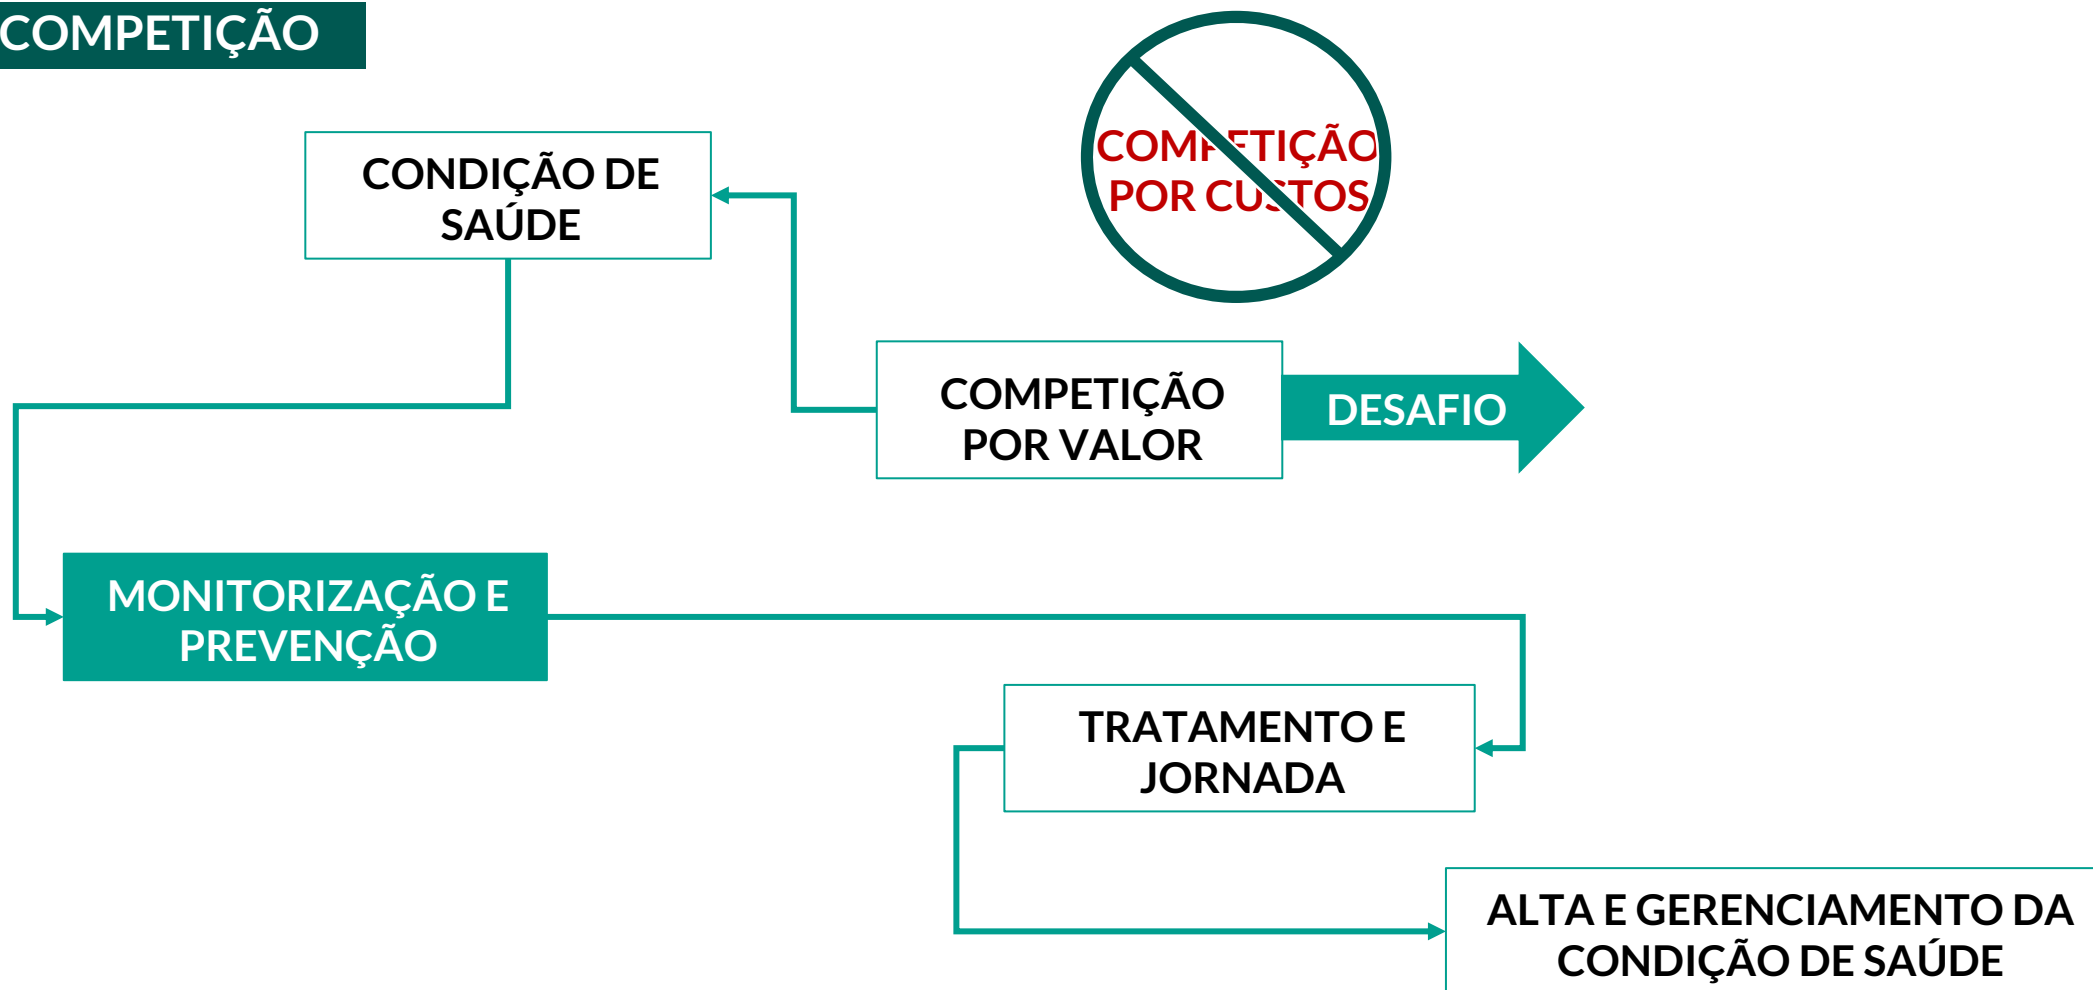 COMPETIÇÃO
COMPETIÇÃO
POR CUSTOS
CONDIÇÃO DE
SAÚDE
COMPETIÇÃO
POR VALOR
DESAFIO
MONITORIZAÇÃO E
PREVENÇÃO
TRATAMENTO E
JORNADA
ALTA E GERENCIAMENTO DA
CONDIÇÃO DE SAÚDE